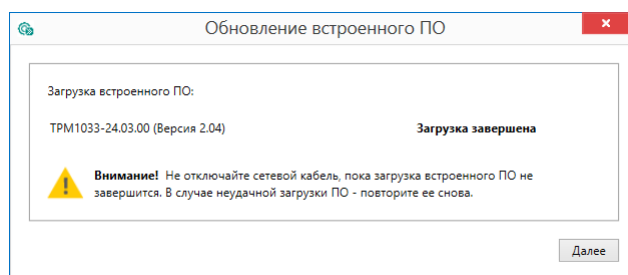 Обновление встроенного ПО
Загрузка встроенного ПО:
ТРМ1033-24.03.00 (Версия 2.04) Загрузка завершена
Внимание! Не отключайте сетевой кабель, пока загрузка встроенного ПО не
завершится. В случае неудачной загрузки ПО - повторите ее снова.
Далее